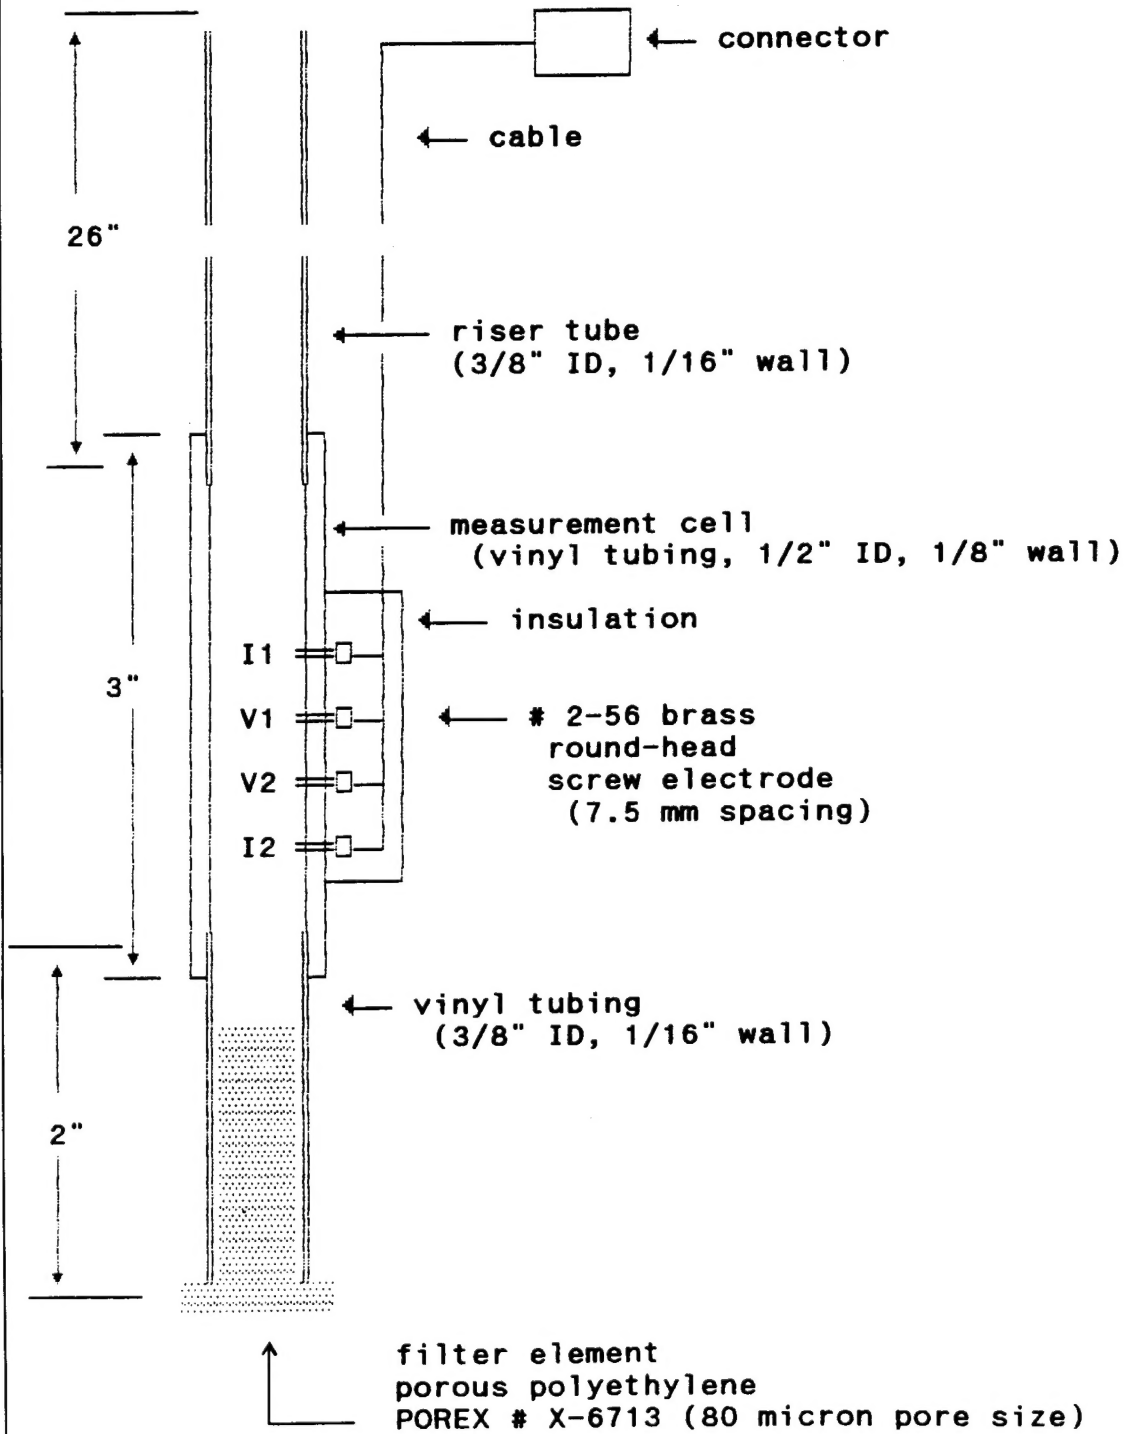 connector
cable
26"
riser tube
(3/8" ID, 1/16" wall)
measurement cell
(vinyl tubing, 1/2" ID, 1/8" wall)
insulation
I1
3"
V1
# 2-56 brass
round-head
V2
screw electrode
(7.5 mm spacing)
I2
vinyl tubing
(3/8" ID, 1/16" wall)
2"
filter element
porous polyethylene
POREX # X-6713 (80 micron pore size)